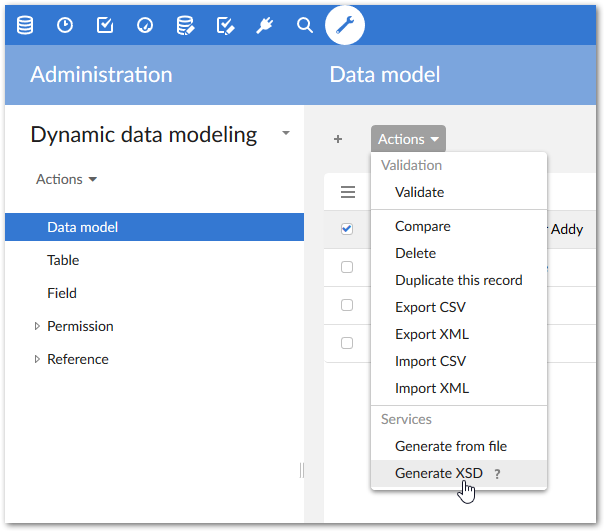 Administration
Data model
Dynamic data modeling
Actions
Actions
Validation
Validate
Data model
Compare
Addy
Table
Delete
Field
Duplicate this record
Export CSV
Permission
Export XML
Reference
Import CSV
Import XML
Services
Generate from file
Generate XSD ?